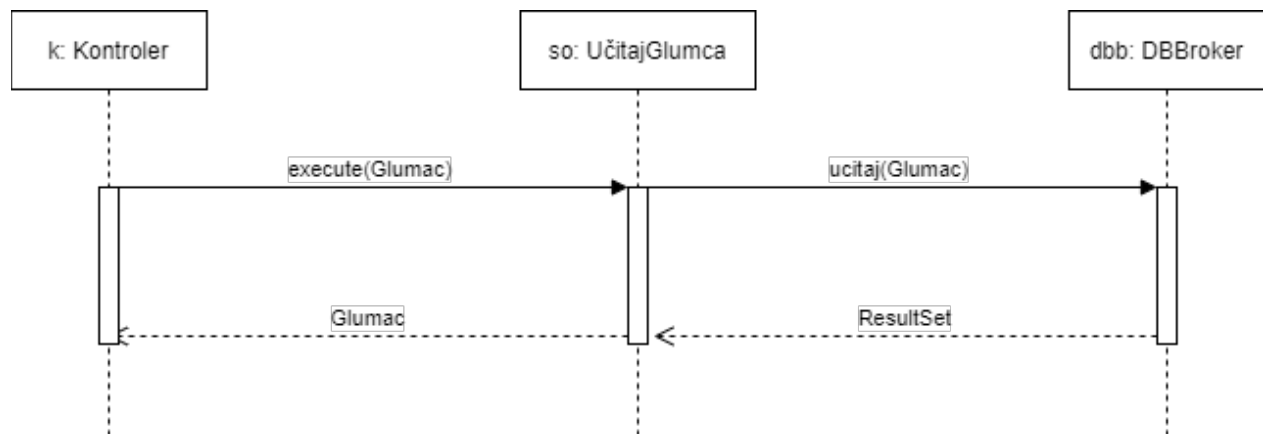 k: Kontroler
so: UčitajGlumca
dbb: DBBroker
execute(Glumac)
ucitaj(Glumac)
Glumac
ResultSet